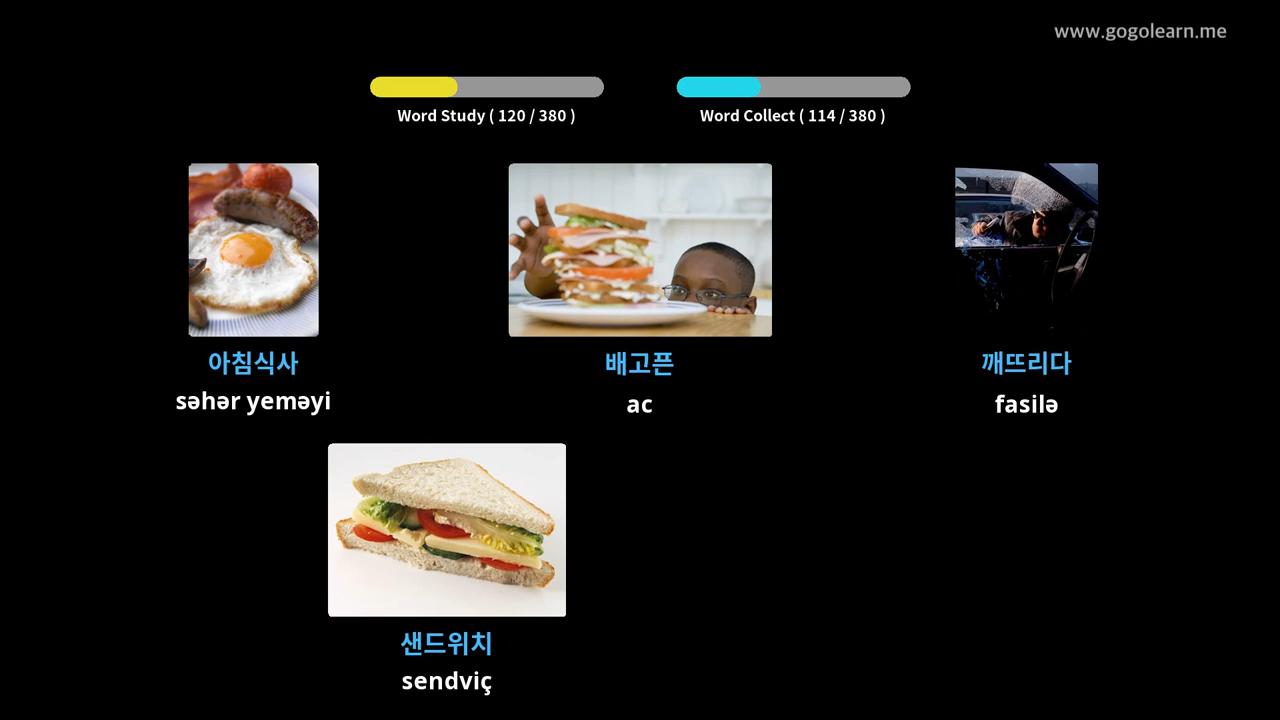 www.gogolearn.me
Word Study ( 120 / 380 )
Word Collect ( 114 / 380 )
아침식사
səhər yeməyi
배고픈
ac
깨뜨리다
fasilə
샌드위치
sendviç